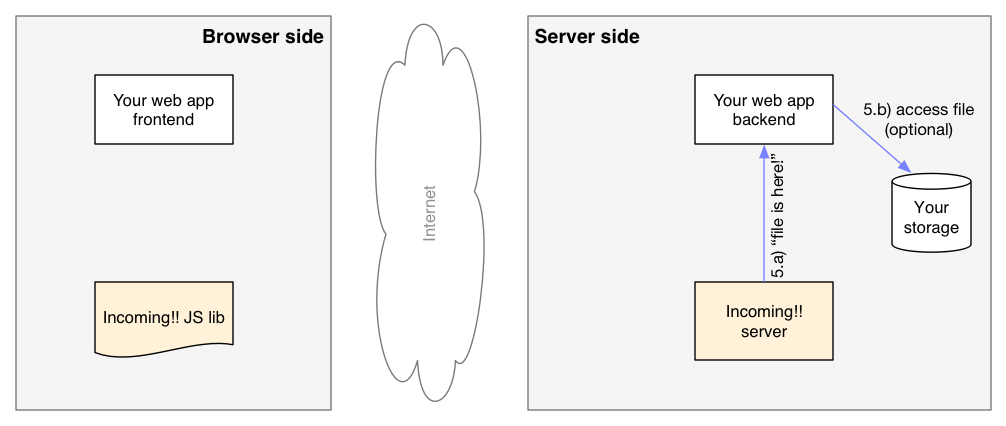 Browser side
Your web app
frontend
Incoming!! JS lib
Internet
Server side
Your web app
backend
5.b) access file
(optional)
Your
storage
5.a) “file is here!”
Incoming!!
server